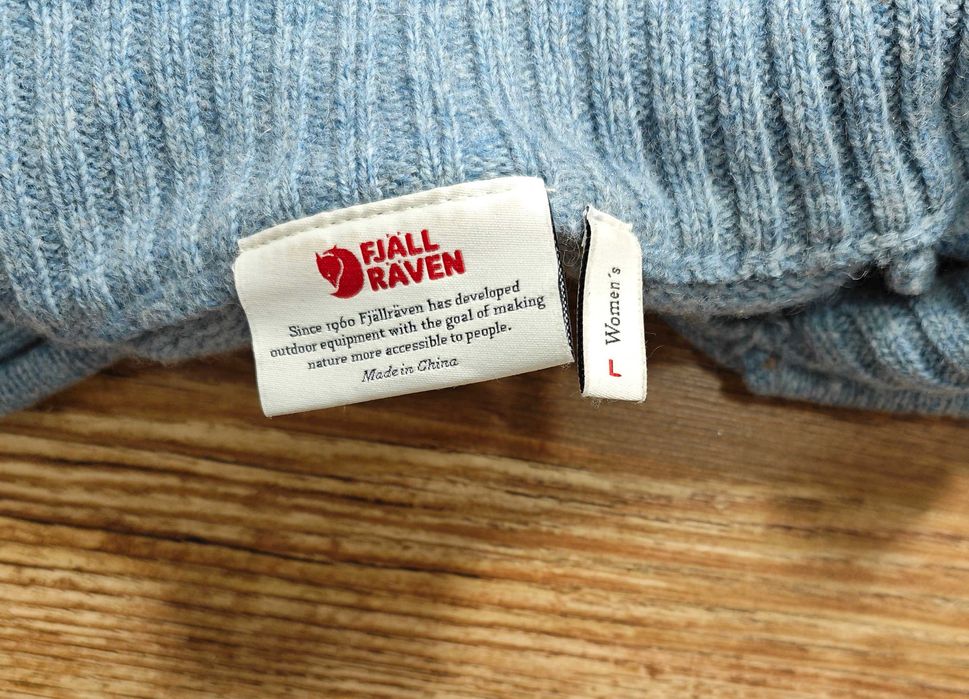 FJÄLL
RÄVEN
Since 1960 Fjällräven has developed
outdoor equipment with the goal of making
nature more accessible to people.
Made in China
Women´s
L